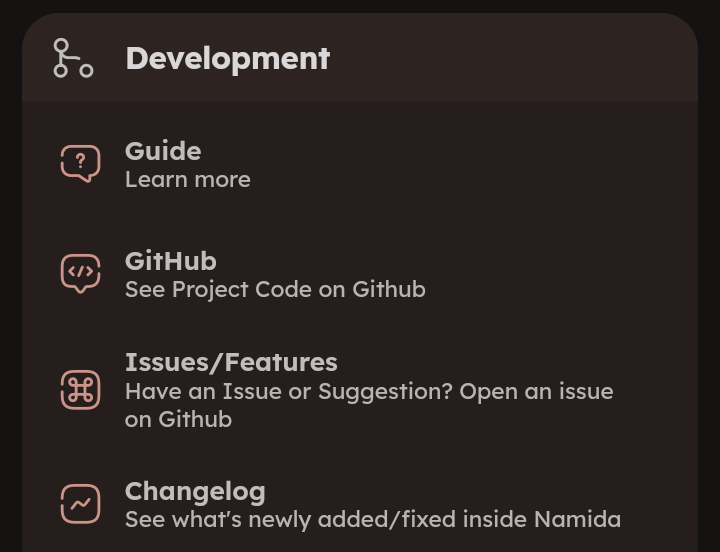 Development
Guide
Learn more
GitHub
See Project Code on Github
Issues/Features
Have an Issue or Suggestion? Open an issue
on Github
Changelog
See what's newly added/fixed inside Namida